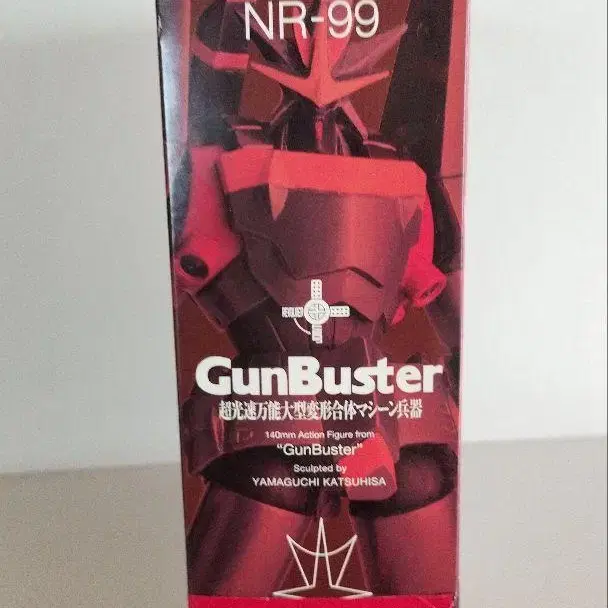 NR-99
GunBuster
超光速万能大型変形合体マシーン兵器
140mm Action Figure from
"GunBuster"
Sculpted by
YAMAGUCHI KATSUHISA